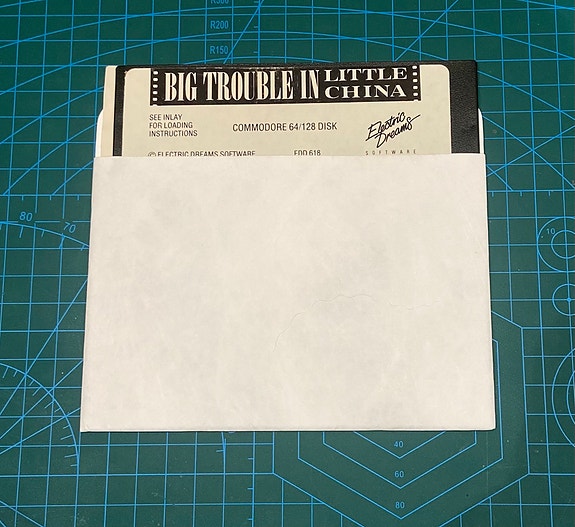 R200
R150
BIG TROUBLE IN LITTLE CHINA
SEE INLAY
FOR LOADING
INSTRUCTIONS
COMMODORE 64/128 DISK
Electric Dreams
SOFTWARE
© ELECTRIC DREAMS SOFTWARE
EDD 618
80
70
10
40
60
80